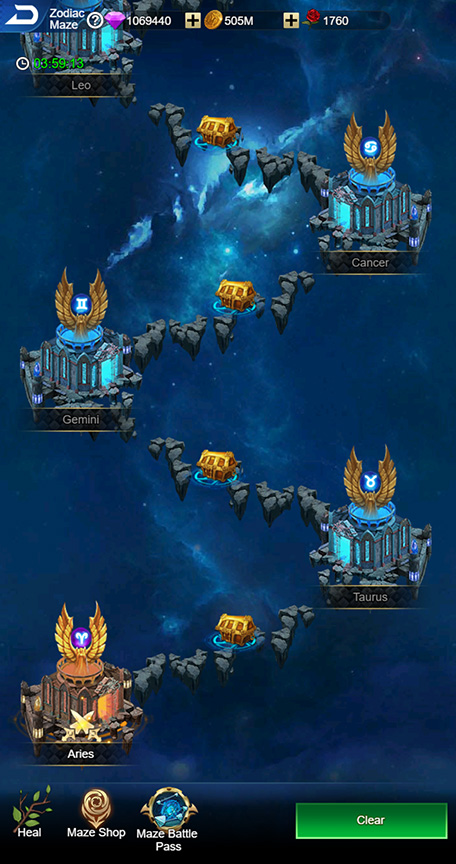 Zodiac
Maze
1069440
505M
1760
03:59:13
Leo
Cancer
Gemini
Taurus
Aries
Heal
Maze Shop
Maze Battle
Pass
Clear